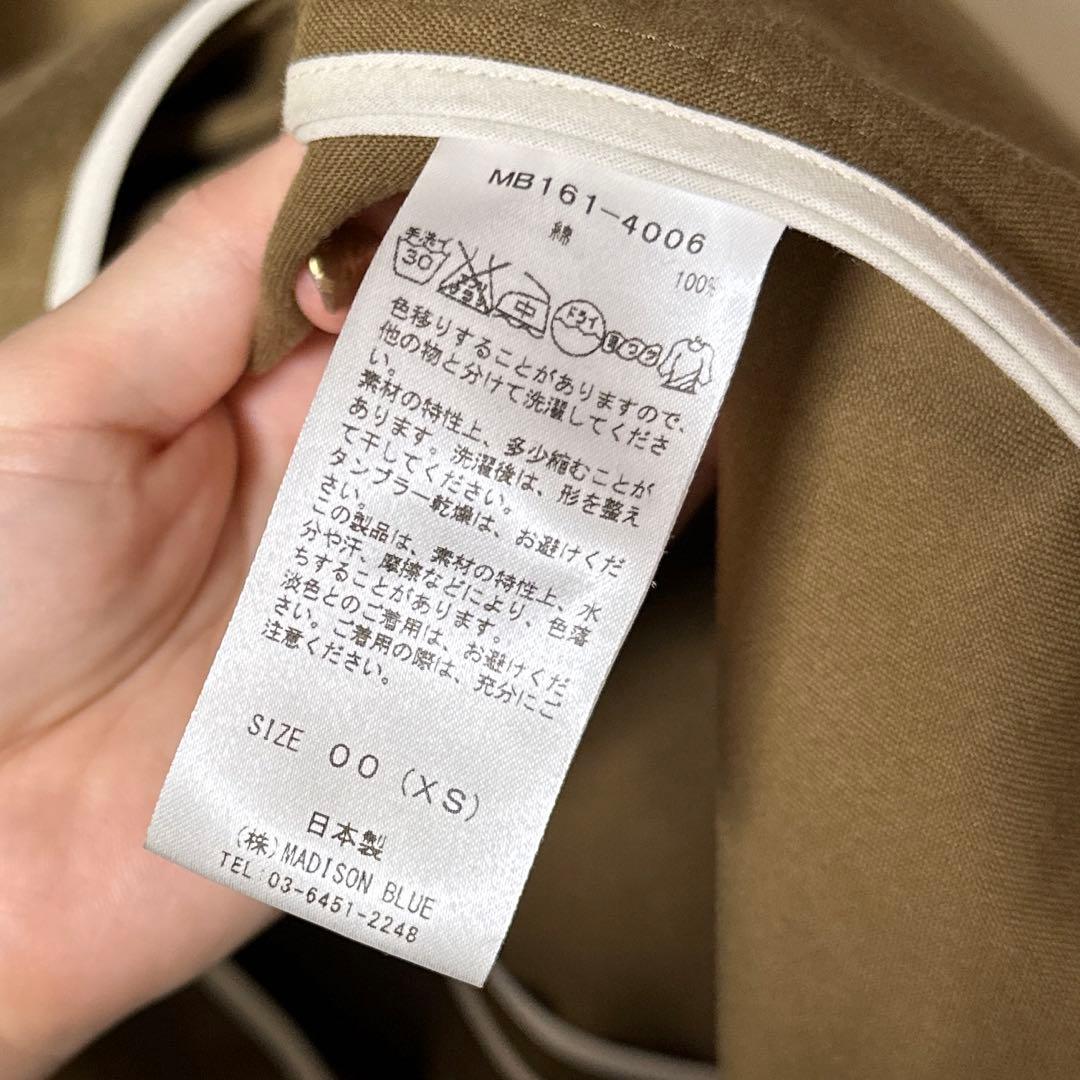 MB161-4006
綿 100%
手洗イ
30
エンソサラシ
中
ドライ
色移りすることがありますので、
他の物と分けて洗濯してくださ
い。
素材の特性上、多少縮むことが
あります。洗濯後は、形を整え
て干してください。
タンブラー乾燥は、お避けくだ
さい。
この製品は、素材の特性上、水
分や汗、摩擦などにより、色落
ちすることがあります。
淡色とのご着用は、お避けくだ
さい。ご着用の際は、充分にご
注意ください。
SIZE 00 (XS)
日本製
(株)MADISON BLUE
TEL:03-6451-2248